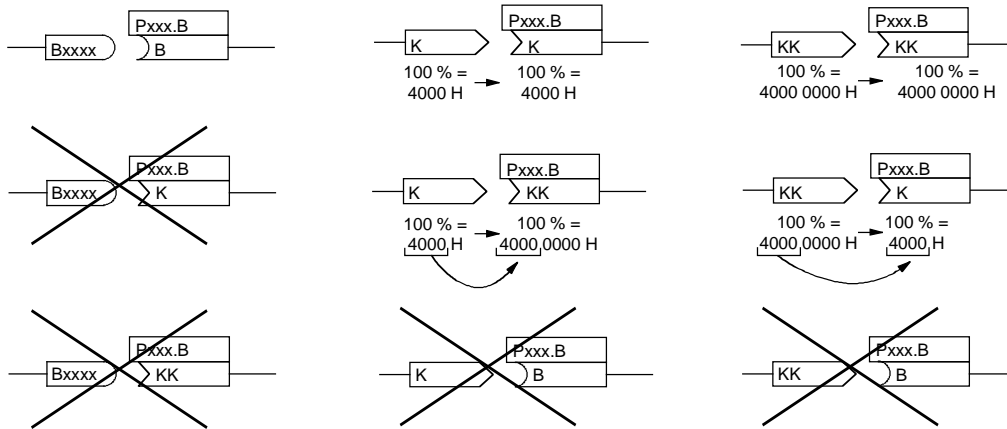 Pxxx.B
Bxxxx B
Pxxx.B
K K
100 % = 100 % =
4000 H 4000 H
Pxxx.B
KK KK
100 % = 100 % =
4000 0000 H 4000 0000 H
Pxxx.B
Bxxxx K
Pxxx.B
K KK
100 % = 100 % =
4000 H 4000 0000 H
Pxxx.B
KK K
100 % = 100 % =
4000 0000 H 4000 H
Pxxx.B
Bxxxx KK
Pxxx.B
K B
Pxxx.B
KK B